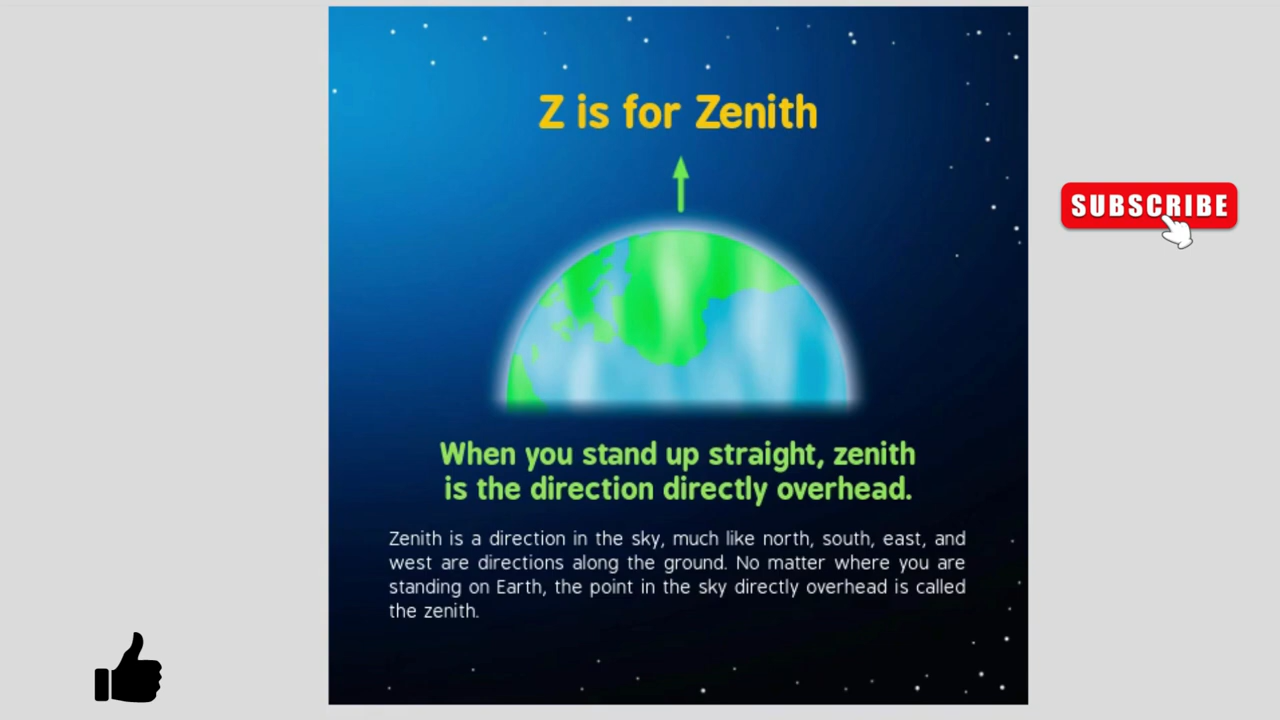 Z is for Zenith
SUBSCRIBE
When you stand up straight, zenith
is the direction directly overhead.
Zenith is a direction in the sky, much like north, south, east, and
west are directions along the ground. No matter where you are
standing on Earth, the point in the sky directly overhead is called
the zenith.